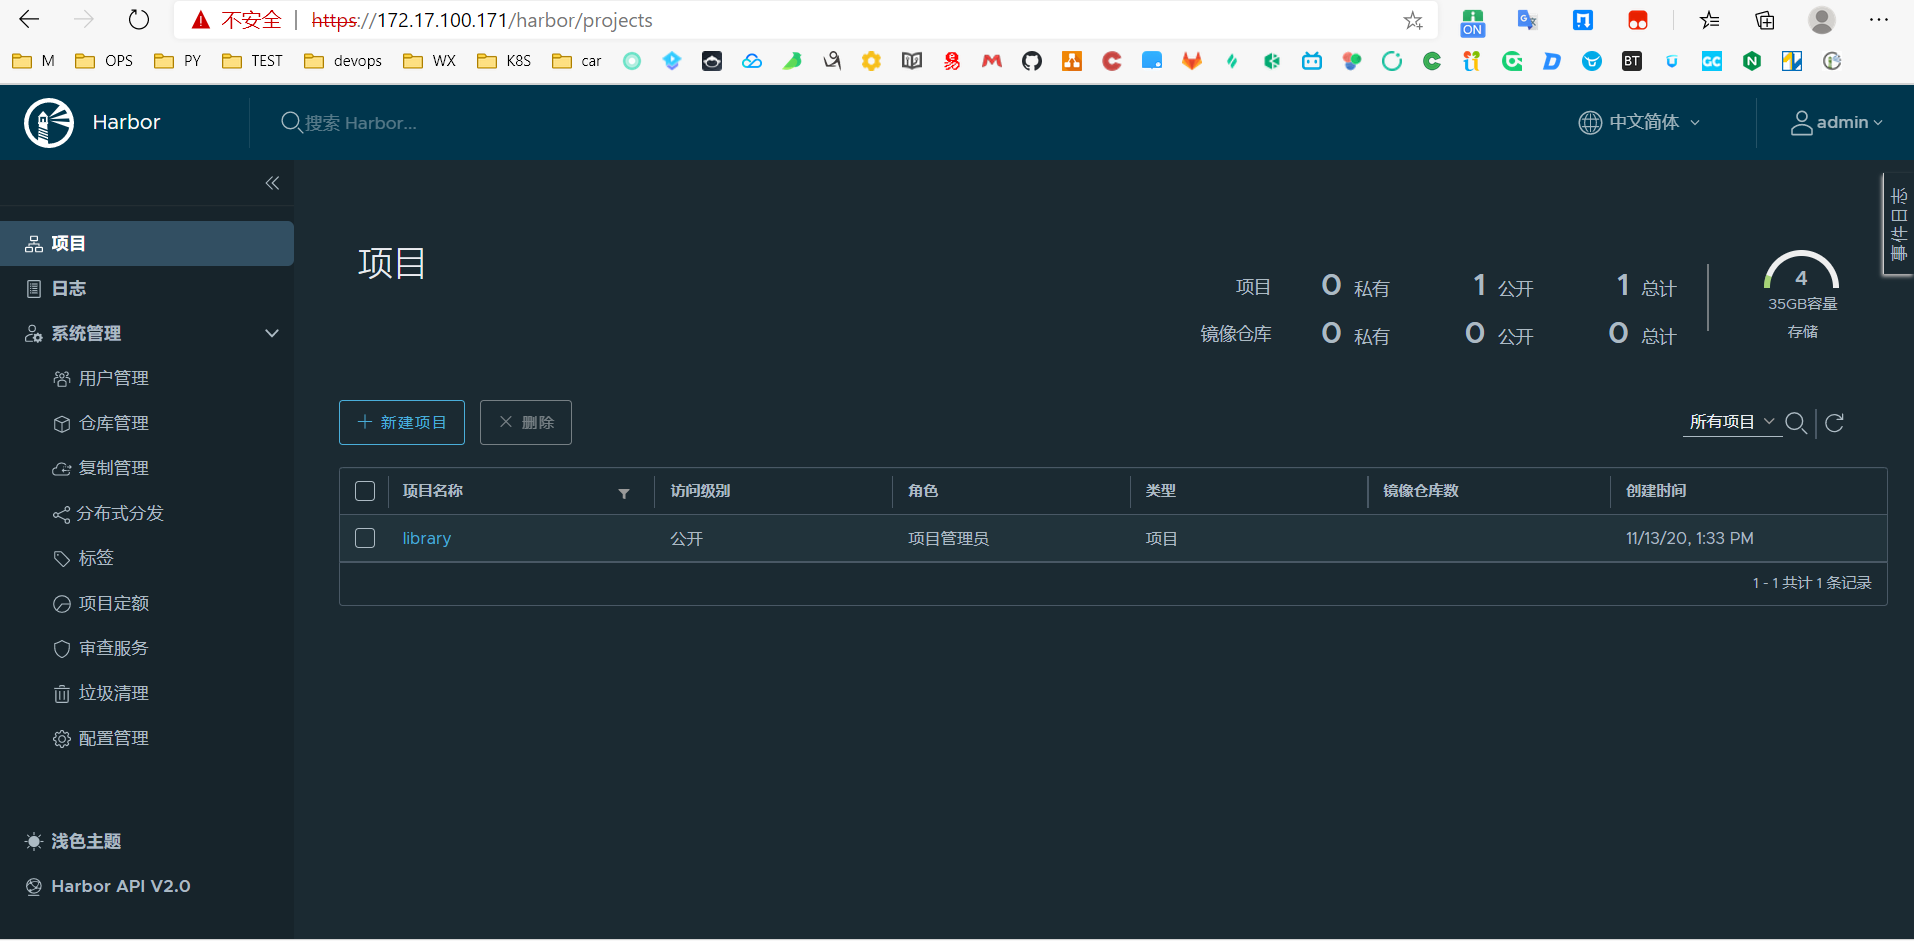 不安全 | https://172.17.100.171/harbor/projects
ON
M OPS PY TEST devops WX K8S car BT GC N
Harbor 搜索 Harbor... 中文简体 admin
事件日志
项目
日志
系统管理
用户管理
仓库管理
复制管理
分布式分发
标签
项目定额
审查服务
垃圾清理
配置管理
浅色主题
Harbor API V2.0
项目
项目 0 私有 1 公开 1 总计
镜像仓库 0 私有 0 公开 0 总计
4
35GB容量
存储
新建项目 删除 所有项目
项目名称 访问级别 角色 类型 镜像仓库数 创建时间
library 公开 项目管理员 项目 11/13/20, 1:33 PM
1 - 1 共计 1 条记录